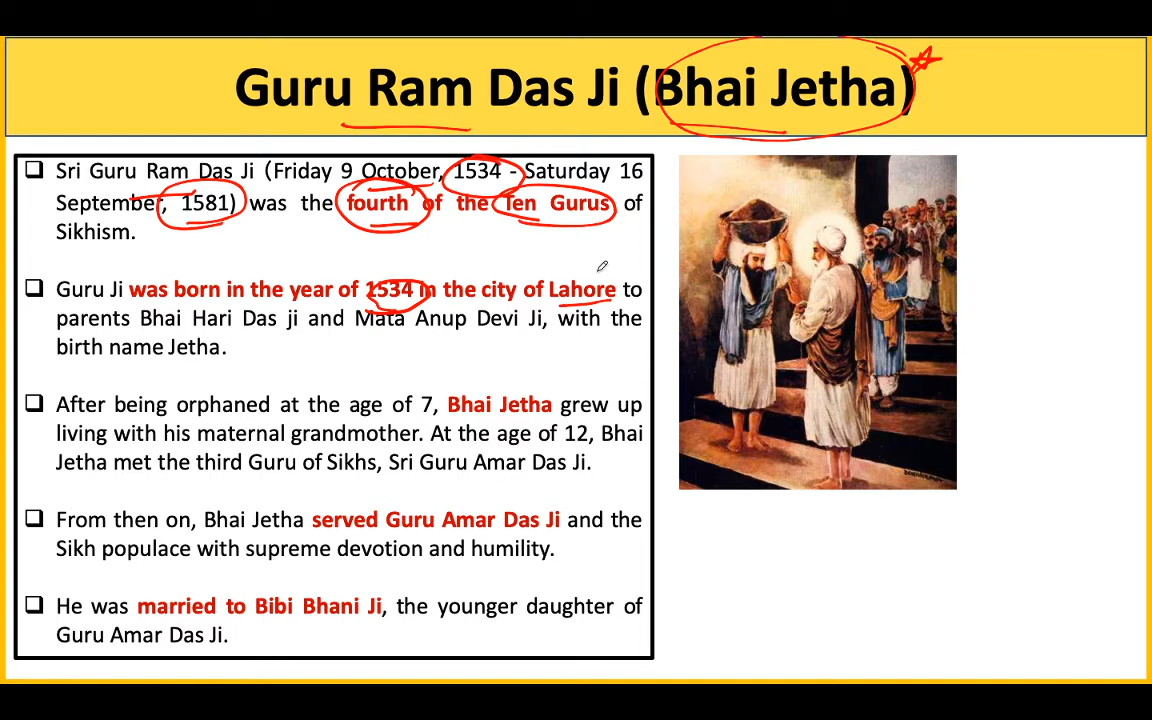 Guru Ram Das Ji (Bhai Jetha)
❑ Sri Guru Ram Das Ji (Friday 9 October, 1534 - Saturday 16
September, 1581) was the fourth of the Ten Gurus of
Sikhism.
❑ Guru Ji was born in the year of 1534 in the city of Lahore to
parents Bhai Hari Das ji and Mata Anup Devi Ji, with the
birth name Jetha.
❑ After being orphaned at the age of 7, Bhai Jetha grew up
living with his maternal grandmother. At the age of 12, Bhai
Jetha met the third Guru of Sikhs, Sri Guru Amar Das Ji.
❑ From then on, Bhai Jetha served Guru Amar Das Ji and the
Sikh populace with supreme devotion and humility.
❑ He was married to Bibi Bhani Ji, the younger daughter of
Guru Amar Das Ji.